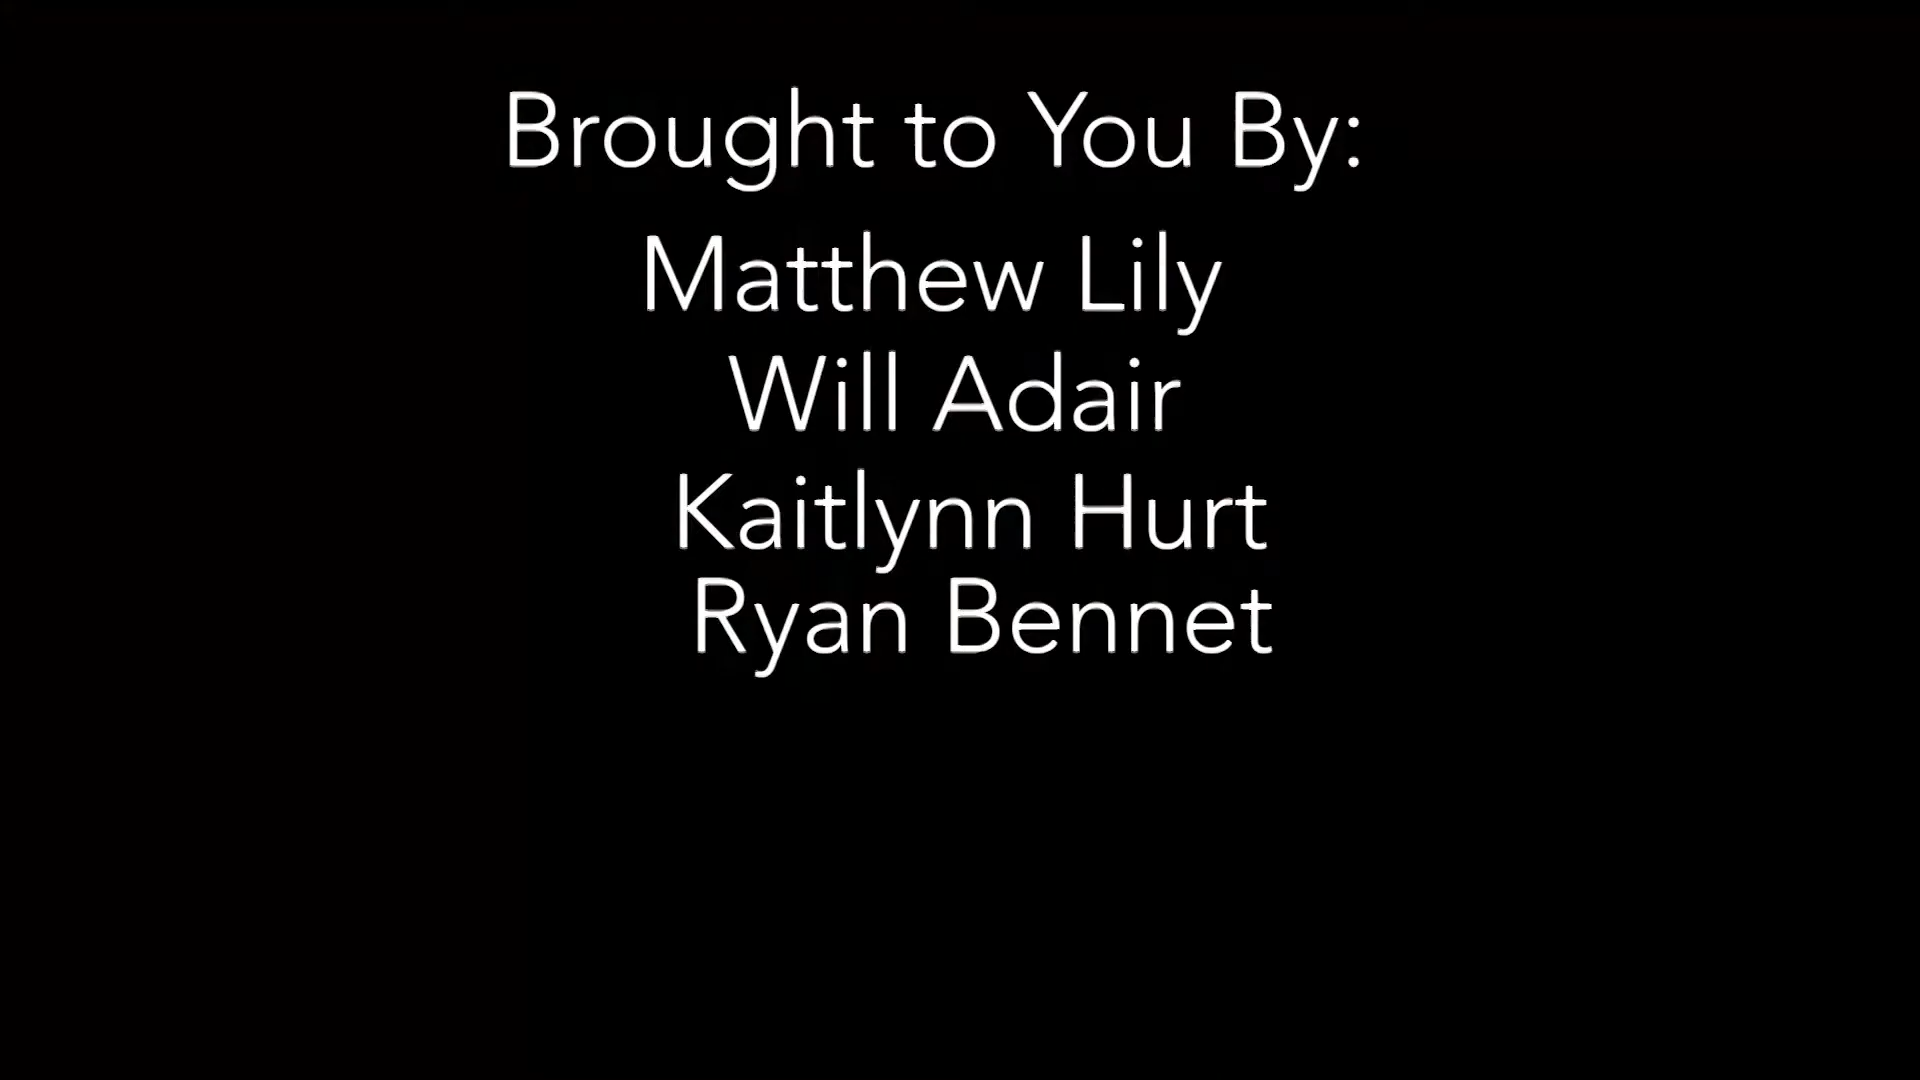 Brought to You By:
Matthew Lily
Will Adair
Kaitlynn Hurt
Ryan Bennet